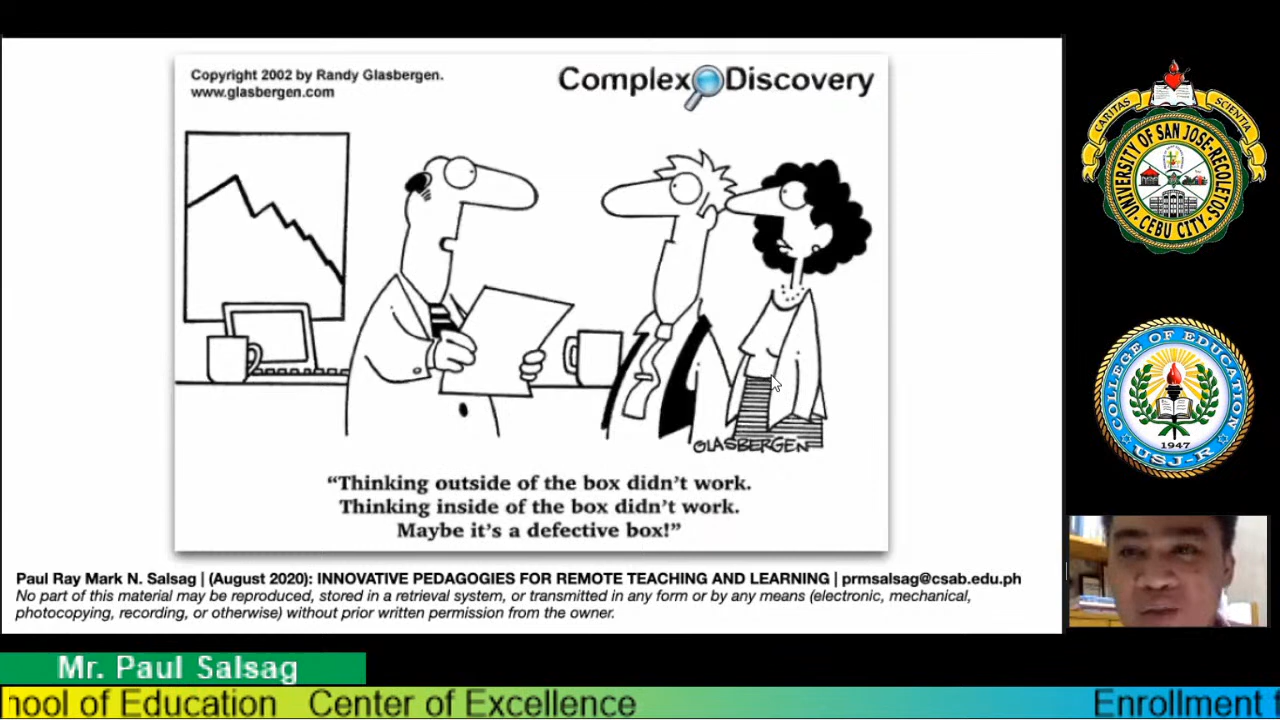 Copyright 2002 by Randy Glasbergen.
www.glasbergen.com
Complex Discovery
GLASBERGEN
“Thinking outside of the box didn’t work.
Thinking inside of the box didn’t work.
Maybe it’s a defective box!”
Paul Ray Mark N. Salsag | (August 2020): INNOVATIVE PEDAGOGIES FOR REMOTE TEACHING AND LEARNING | prmsalsag@csab.edu.ph
No part of this material may be reproduced, stored in a retrieval system, or transmitted in any form or by any means (electronic, mechanical,
photocopying, recording, or otherwise) without prior written permission from the owner.
CARITAS
SCIENTIA
UNIVERSITY OF SAN JOSE-RECOLETOS
CEBU CITY
COLLEGE OF EDUCATION
1947
USJ-R
Mr. Paul Salsag
hool of Education Center of Excellence
Enrollment f